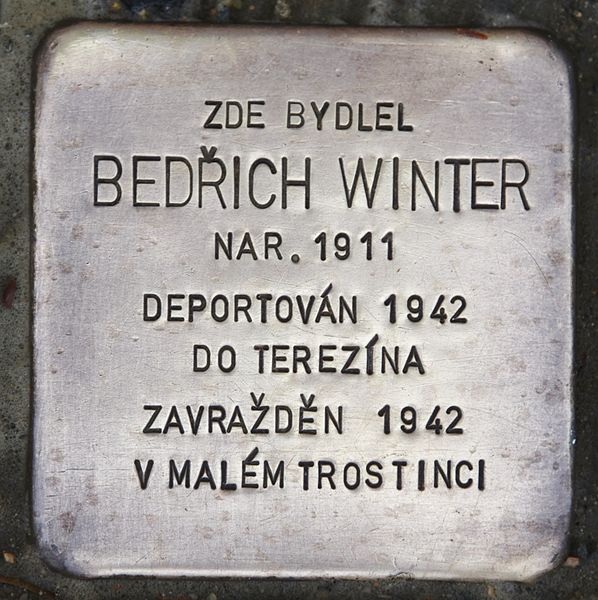 ZDE BYDLEL
BEDŘICH WINTER
NAR. 1911
DEPORTOVÁN 1942
DO TEREZÍNA
ZAVRAŽDĚN 1942
V MALÉM TROSTINCI